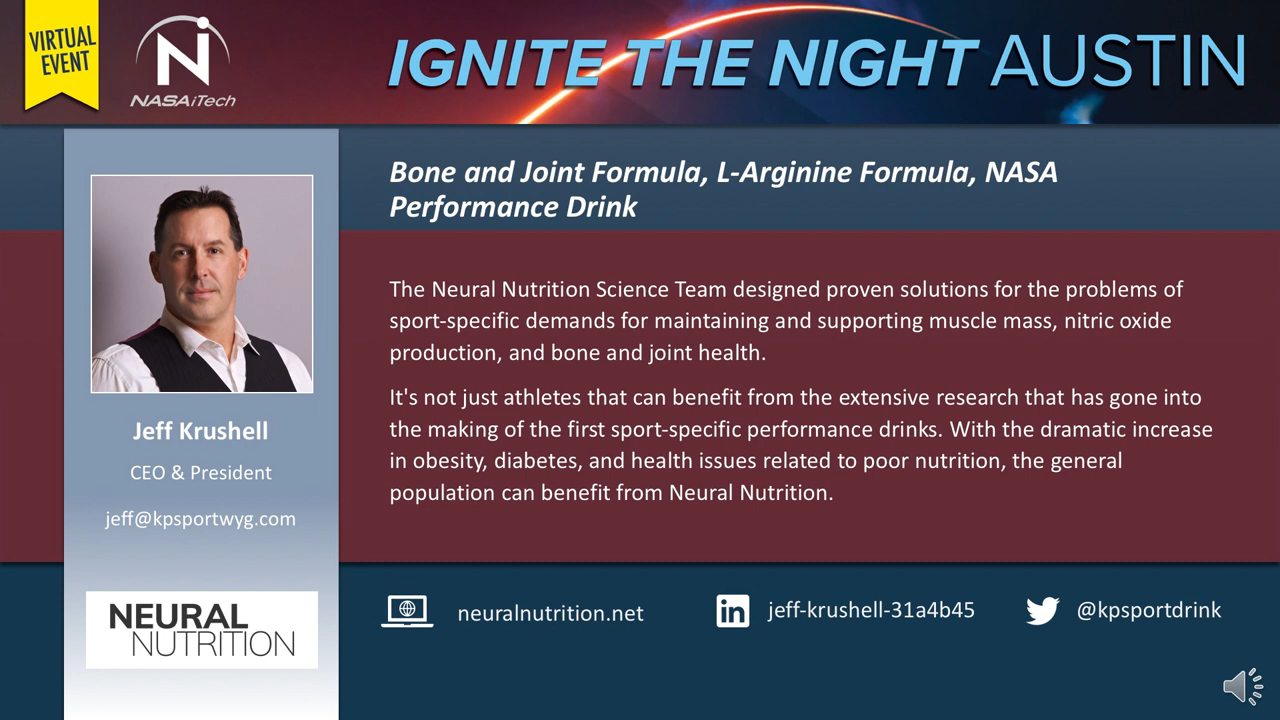 VIRTUAL
EVENT
N
NASAiTech
IGNITE THE NIGHT AUSTIN
Bone and Joint Formula, L-Arginine Formula, NASA
Performance Drink
The Neural Nutrition Science Team designed proven solutions for the problems of
sport-specific demands for maintaining and supporting muscle mass, nitric oxide
production, and bone and joint health.
It's not just athletes that can benefit from the extensive research that has gone into
the making of the first sport-specific performance drinks. With the dramatic increase
in obesity, diabetes, and health issues related to poor nutrition, the general
population can benefit from Neural Nutrition.
Jeff Krushell
CEO & President
jeff@kpsportwyg.com
NEURAL
NUTRITION
neuralnutrition.net
in
jeff-krushell-31a4b45
@kpsportdrink